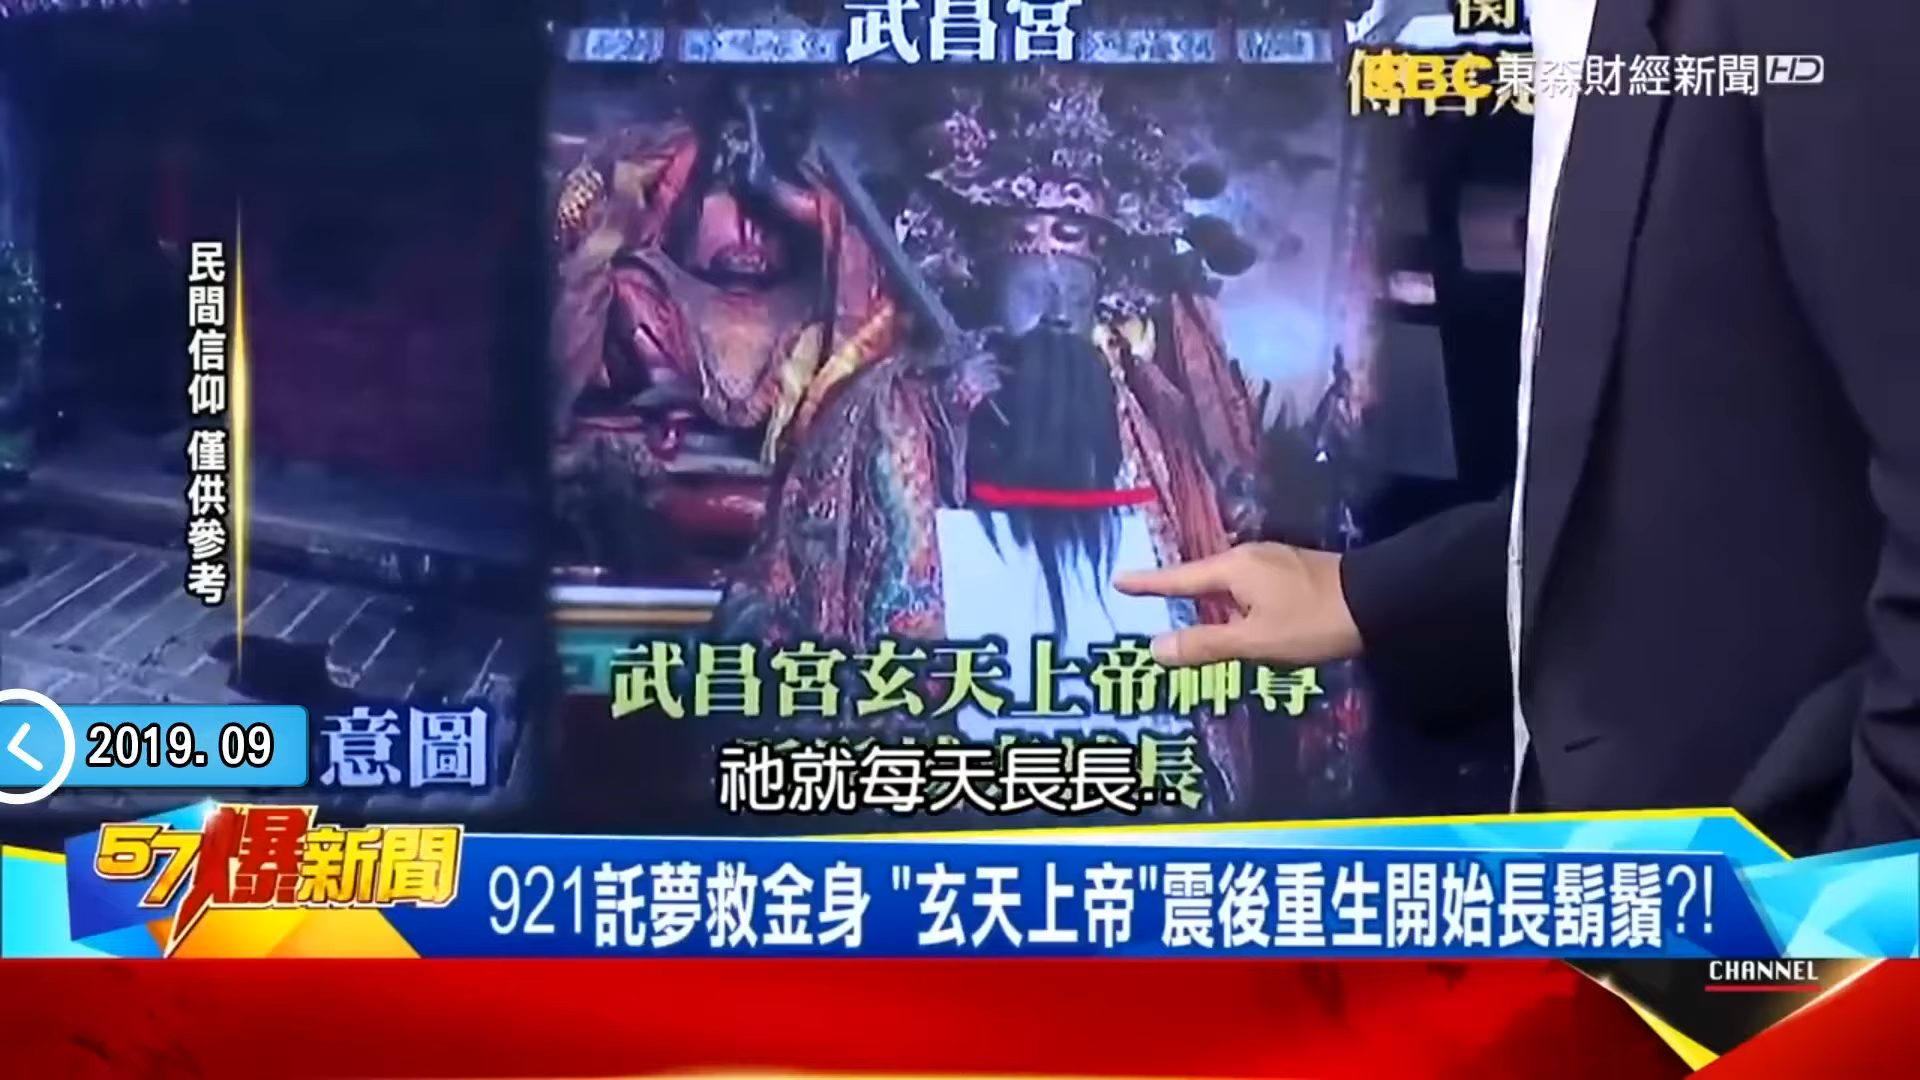 武昌宮
東森財經新聞HD
民間信仰 僅供參考
武昌宮玄天上帝神尊
祂就每天長長..
長
2019.09
意圖
57爆新聞
921託夢救金身 "玄天上帝"震後重生開始長鬍鬚?!
CHANNEL